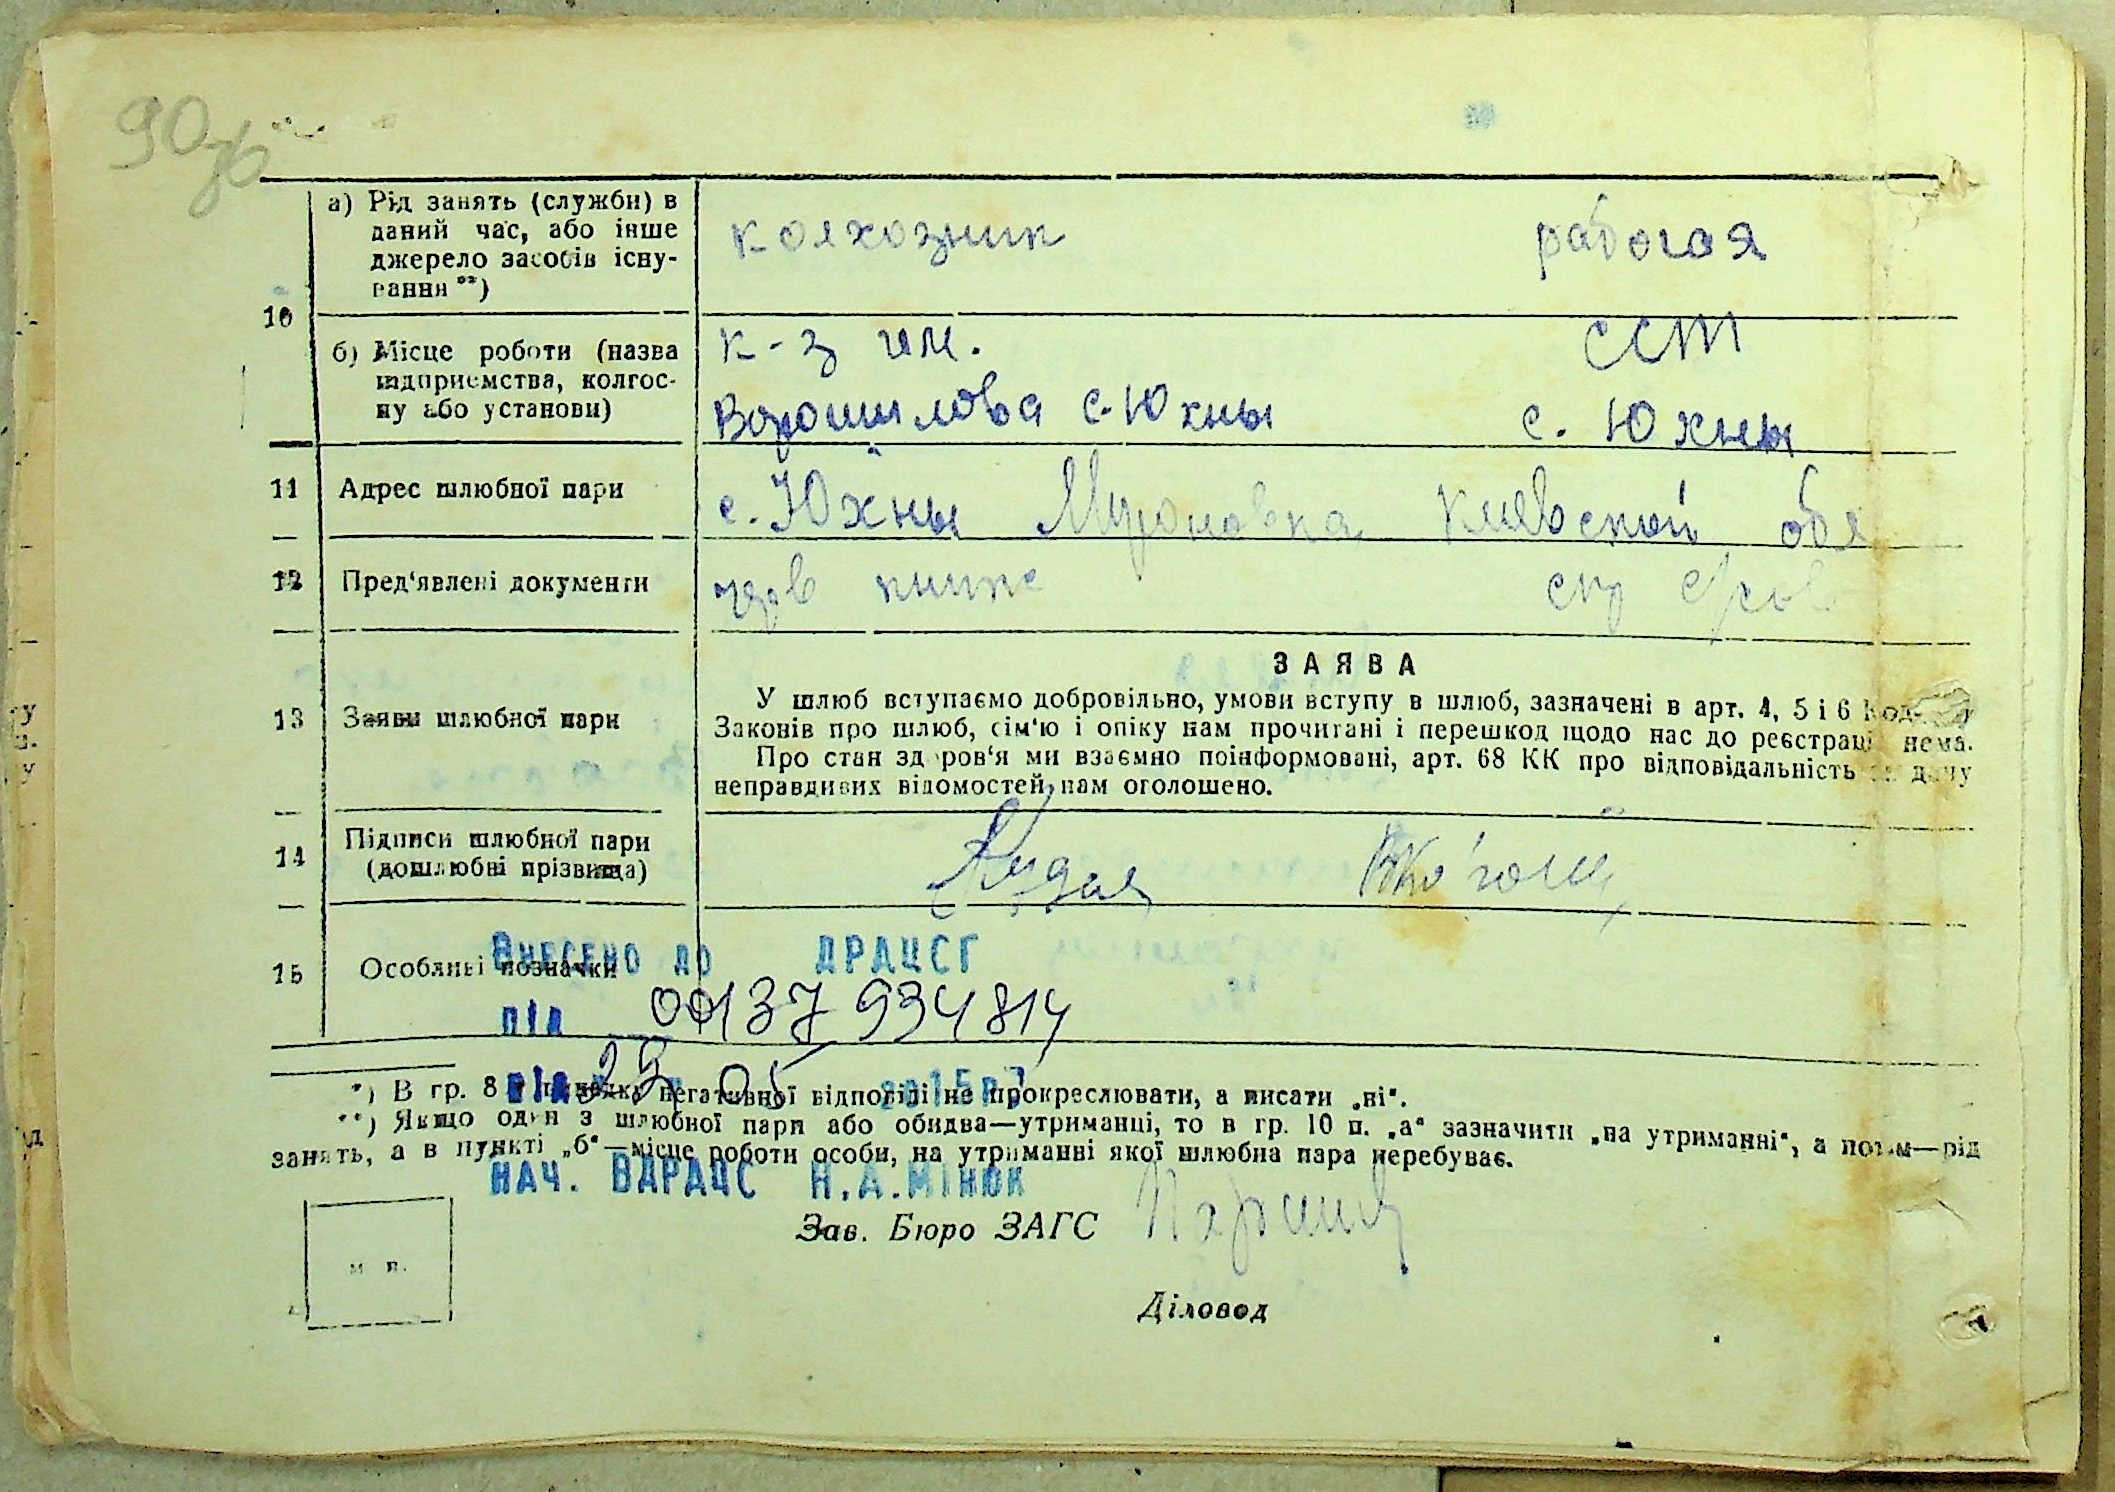 90зв
10
а) Рід занять (служби) в
даний час, або інше
джерело засобів існу-
вання **)
колхозник рабочая
б) Місце роботи (назва
підприємства, колгос-
пу або установи)
к-з им. ССТ
Ворошилова с. Юхны с. Юхны
11 Адрес шлюбної пари
с. Юхны Мироновка Киевской обл
12 Пред'явлені документи
13 Заяви шлюбної пари
ЗАЯВА
У шлюб вступаємо добровільно, умови вступу в шлюб, зазначені в арт. 4, 5 і 6
Законів про шлюб, сім'ю і опіку нам прочитані і перешкод щодо нас до реєстрації нема.
Про стан здоров'я ми взаємно поінформовані, арт. 68 КК про відповідальність за дачу
неправдивих відомостей нам оголошено.
14 Підписи шлюбної пари
(дошлюбні прізвища)
15 Особливі позначки
Внесено до ДРАЦСГ
під 00137934814
від 05 2015 р.
*) В гр. 8 у випадку негативної відповіді не прокреслювати, а писати „ні“.
**) Якщо один з шлюбної пари або обидва—утриманці, то в гр. 10 п. „а“ зазначити „на утриманні“, а потім—рід
занять, а в пункті „б“—місце роботи особи, на утриманні якої шлюбна пара перебуває.
НАЧ. ВДРАЦС Н.А.МІНЮК
Зав. Бюро ЗАГС
м п.
Діловод